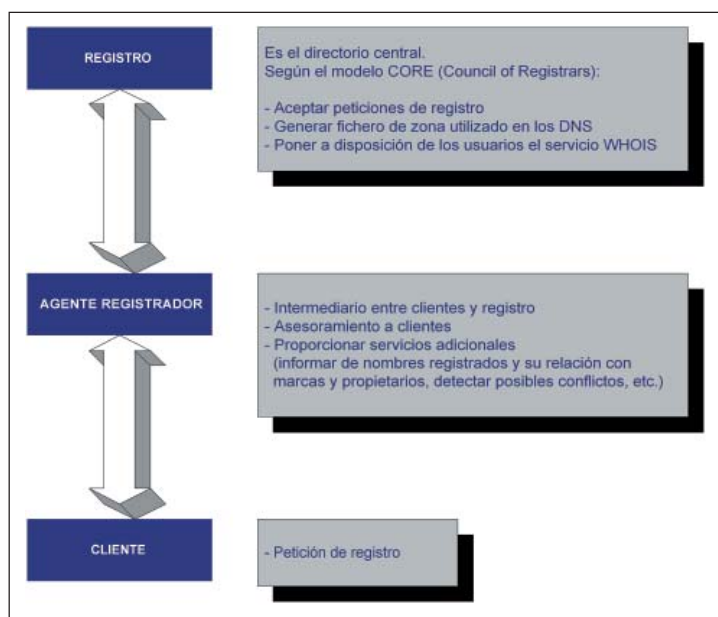 REGISTRO
Es el directorio central.
Según el modelo CORE (Council of Registrars):
- Aceptar peticiones de registro
- Generar fichero de zona utilizado en los DNS
- Poner a disposición de los usuarios el servicio WHOIS
AGENTE REGISTRADOR
- Intermediario entre clientes y registro
- Asesoramiento a clientes
- Proporcionar servicios adicionales
(informar de nombres registrados y su relación con
marcas y propietarios, detectar posibles conflictos, etc.)
CLIENTE
- Petición de registro